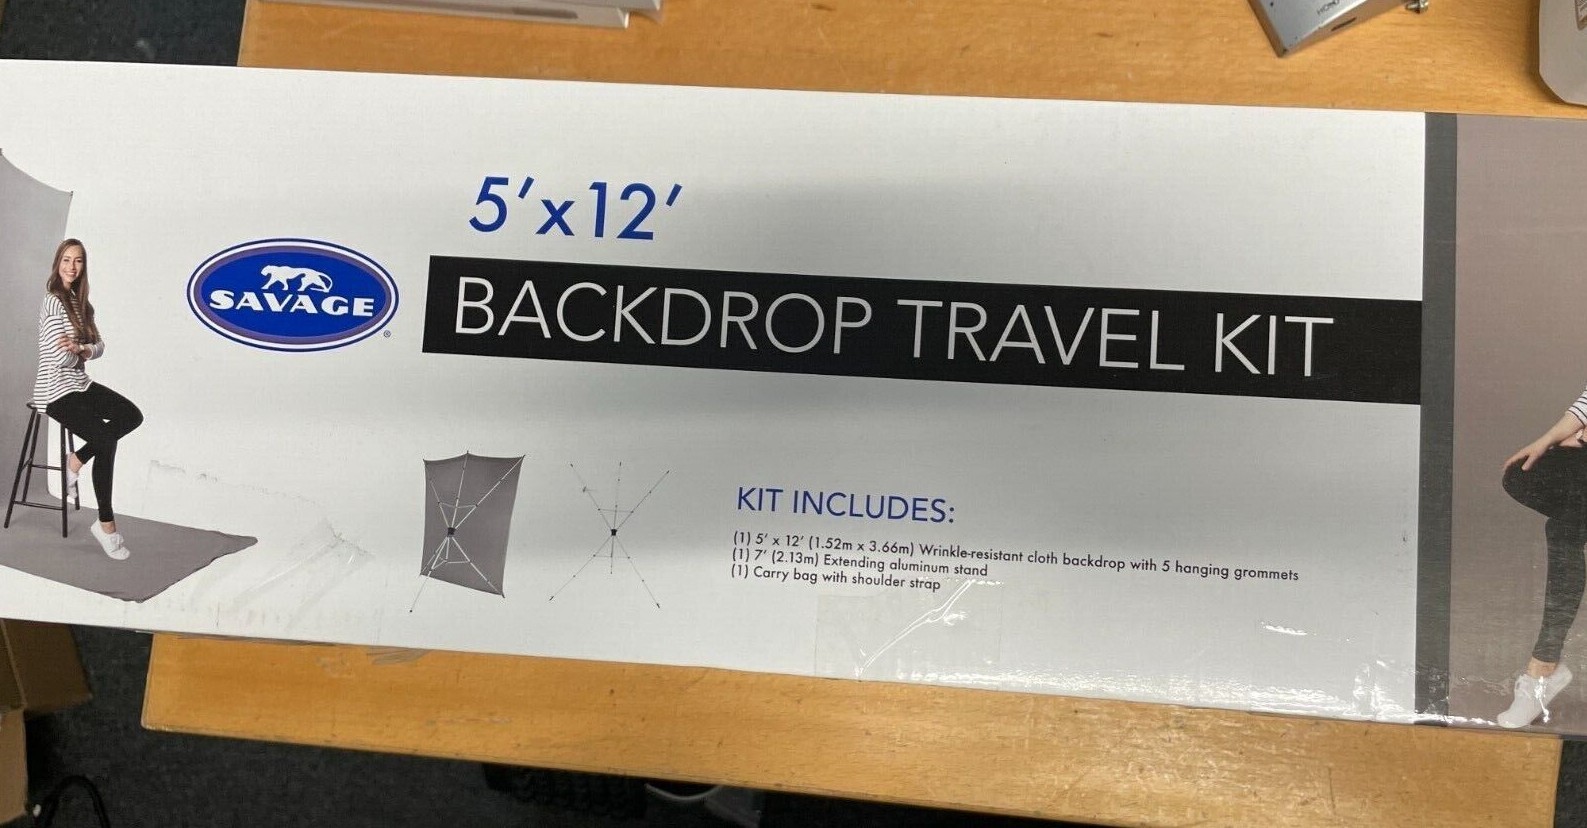 5'x12'
SAVAGE
®
BACKDROP TRAVEL KIT
KIT INCLUDES:
(1) 5' x 12' (1.52m x 3.66m) Wrinkle-resistant cloth backdrop with 5 hanging grommets
(1) 7' (2.13m) Extending aluminum stand
(1) Carry bag with shoulder strap